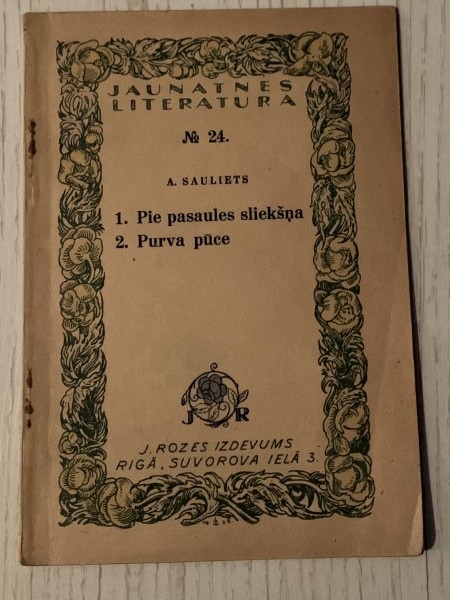 JAUNATNES
LITERATURA
№ 24.
A. SAULIETS
1. Pie pasaules sliekšņa
2. Purva pūce
J R
J. ROZES IZDEVUMS
RIGĀ, SUVOROVA IELĀ 3.